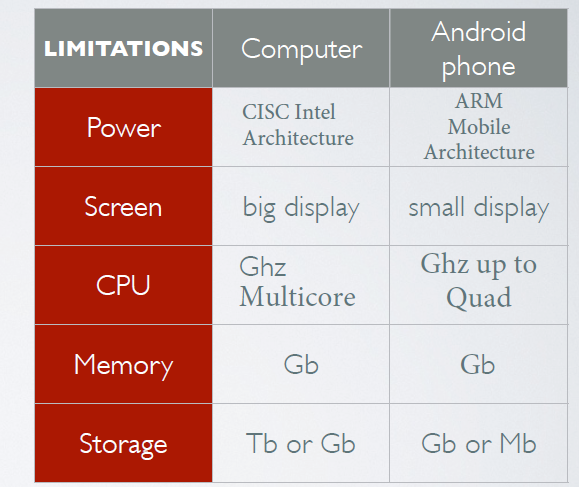 LIMITATIONS Computer Android
phone
Power CISC Intel
Architecture ARM
Mobile
Architecture
Screen big display small display
CPU Ghz
Multicore Ghz up to
Quad
Memory Gb Gb
Storage Tb or Gb Gb or Mb